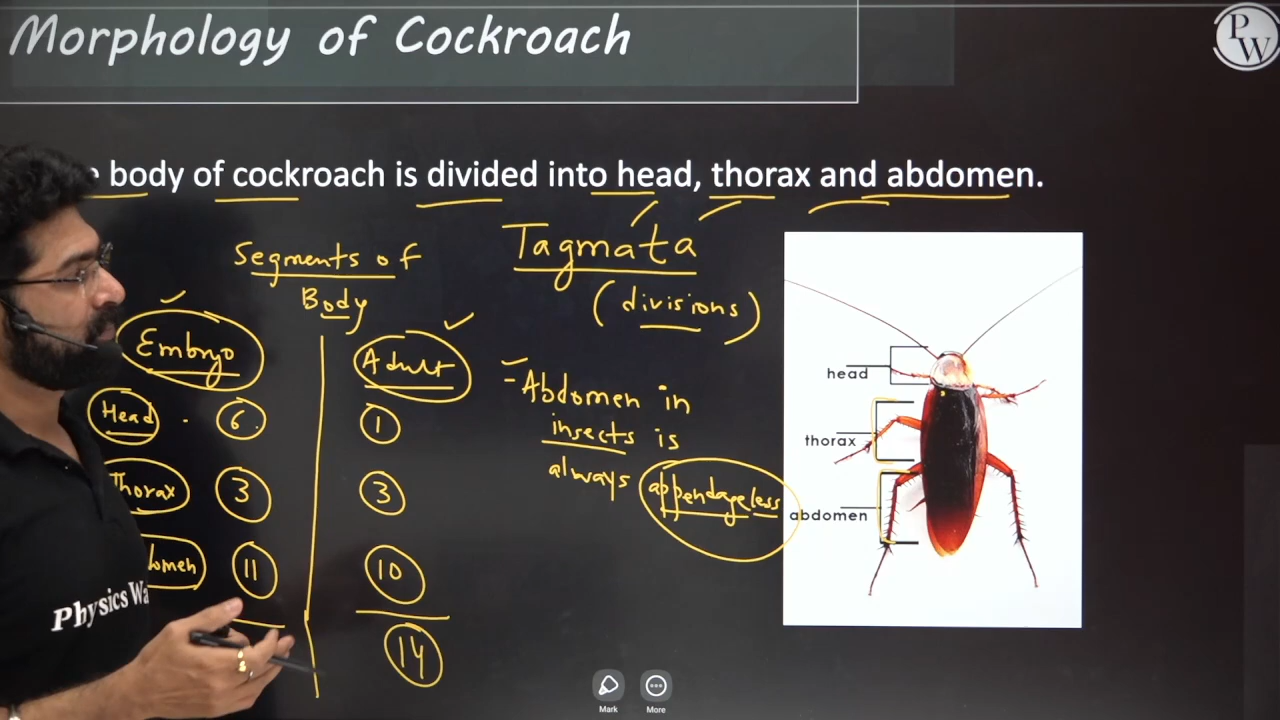 Morphology of Cockroach
PW
body of cockroach is divided into head, thorax and abdomen.
Segments of
Body
Tagmata
(divisions)
Embryo
Adult
Head . 6.
1
Thorax 3
3
11
10
14
- Abdomen in
insects is
always appendageless
head
thorax
abdomen
Physics Wa
Mark
More